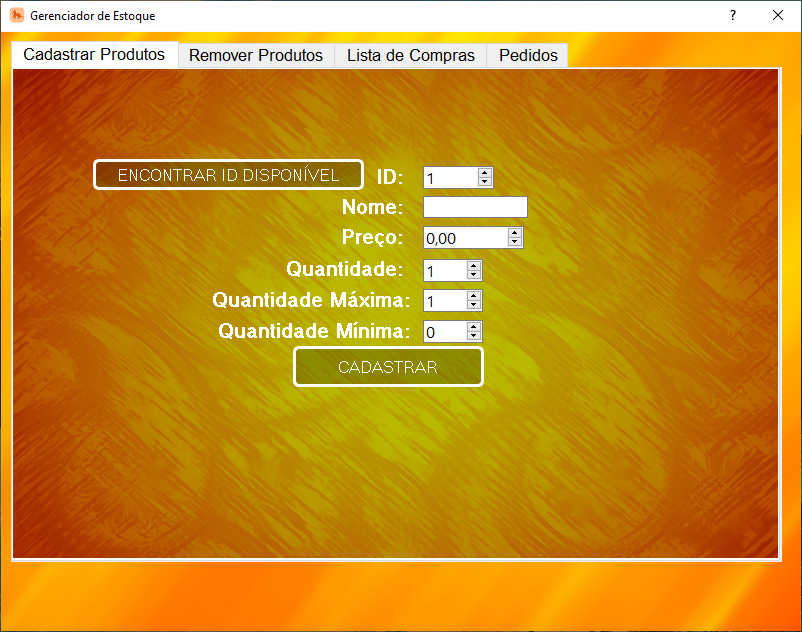 Gerenciador de Estoque
Cadastrar Produtos Remover Produtos Lista de Compras Pedidos
ENCONTRAR ID DISPONÍVEL ID: 1
Nome:
Preço: 0,00
Quantidade: 1
Quantidade Máxima: 1
Quantidade Mínima: 0
CADASTRAR